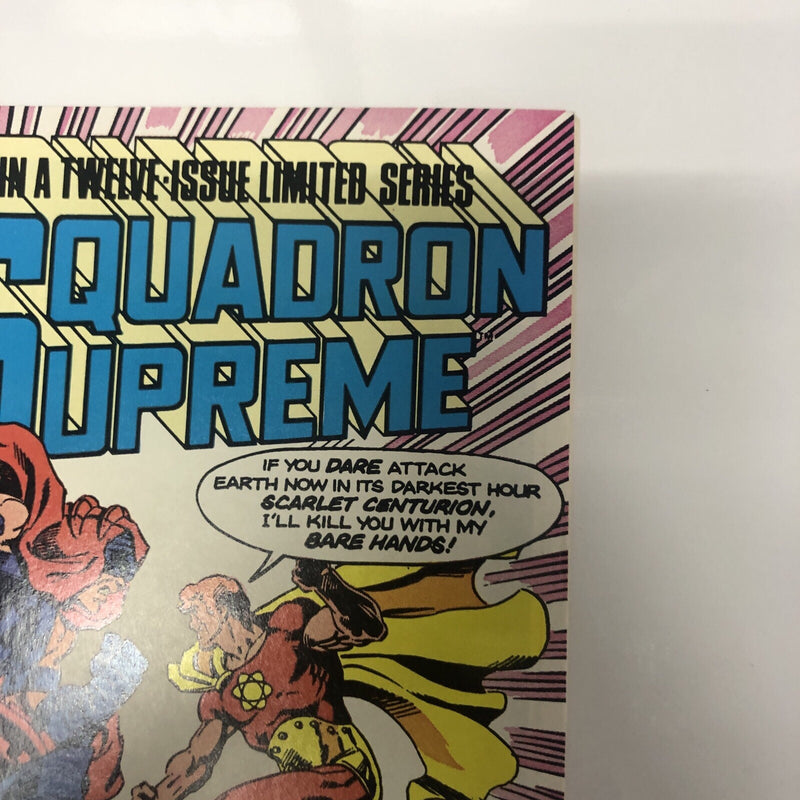 IN A TWELVE-ISSUE LIMITED SERIES
SQUADRON
SUPREME™
IF YOU DARE ATTACK
EARTH NOW IN ITS DARKEST HOUR
SCARLET CENTURION,
I'LL KILL YOU WITH MY
BARE HANDS!